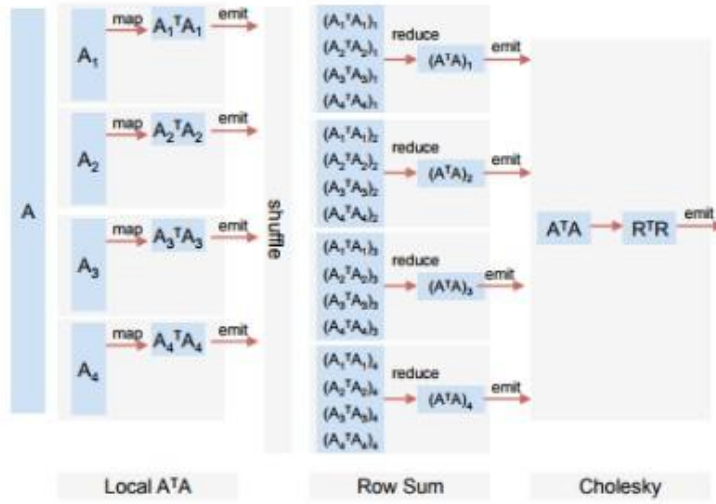 A
A₁
map
A₁ᵀA₁
emit
A₂
map
A₂ᵀA₂
emit
A₃
map
A₃ᵀA₃
emit
A₄
map
A₄ᵀA₄
emit
shuffle
(A₁ᵀA₁)₁
(A₂ᵀA₂)₁
(A₃ᵀA₃)₁
(A₄ᵀA₄)₁
reduce
(AᵀA)₁
emit
(A₁ᵀA₁)₂
(A₂ᵀA₂)₂
(A₃ᵀA₃)₂
(A₄ᵀA₄)₂
reduce
(AᵀA)₂
emit
(A₁ᵀA₁)₃
(A₂ᵀA₂)₃
(A₃ᵀA₃)₃
(A₄ᵀA₄)₃
reduce
(AᵀA)₃
emit
(A₁ᵀA₁)₄
(A₂ᵀA₂)₄
(A₃ᵀA₃)₄
(A₄ᵀA₄)₄
reduce
(AᵀA)₄
emit
AᵀA
RᵀR
emit
Local AᵀA
Row Sum
Cholesky